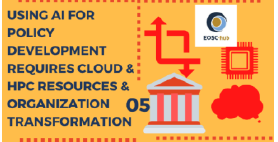 USING AI FOR
POLICY
DEVELOPMENT
REQUIRES CLOUD &
HPC RESOURCES &
ORGANIZATION
TRANSFORMATION
05
EOSC hub